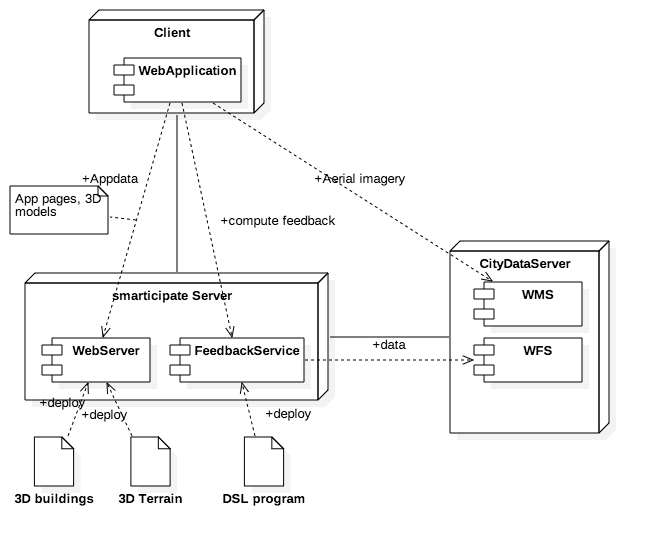 Client
WebApplication
+Appdata
+Aerial imagery
App pages, 3D
models
+compute feedback
CityDataServer
smarticipate Server
WMS
WebServer
FeedbackService
+data
WFS
+deploy
+deploy
+deploy
3D buildings
3D Terrain
DSL program